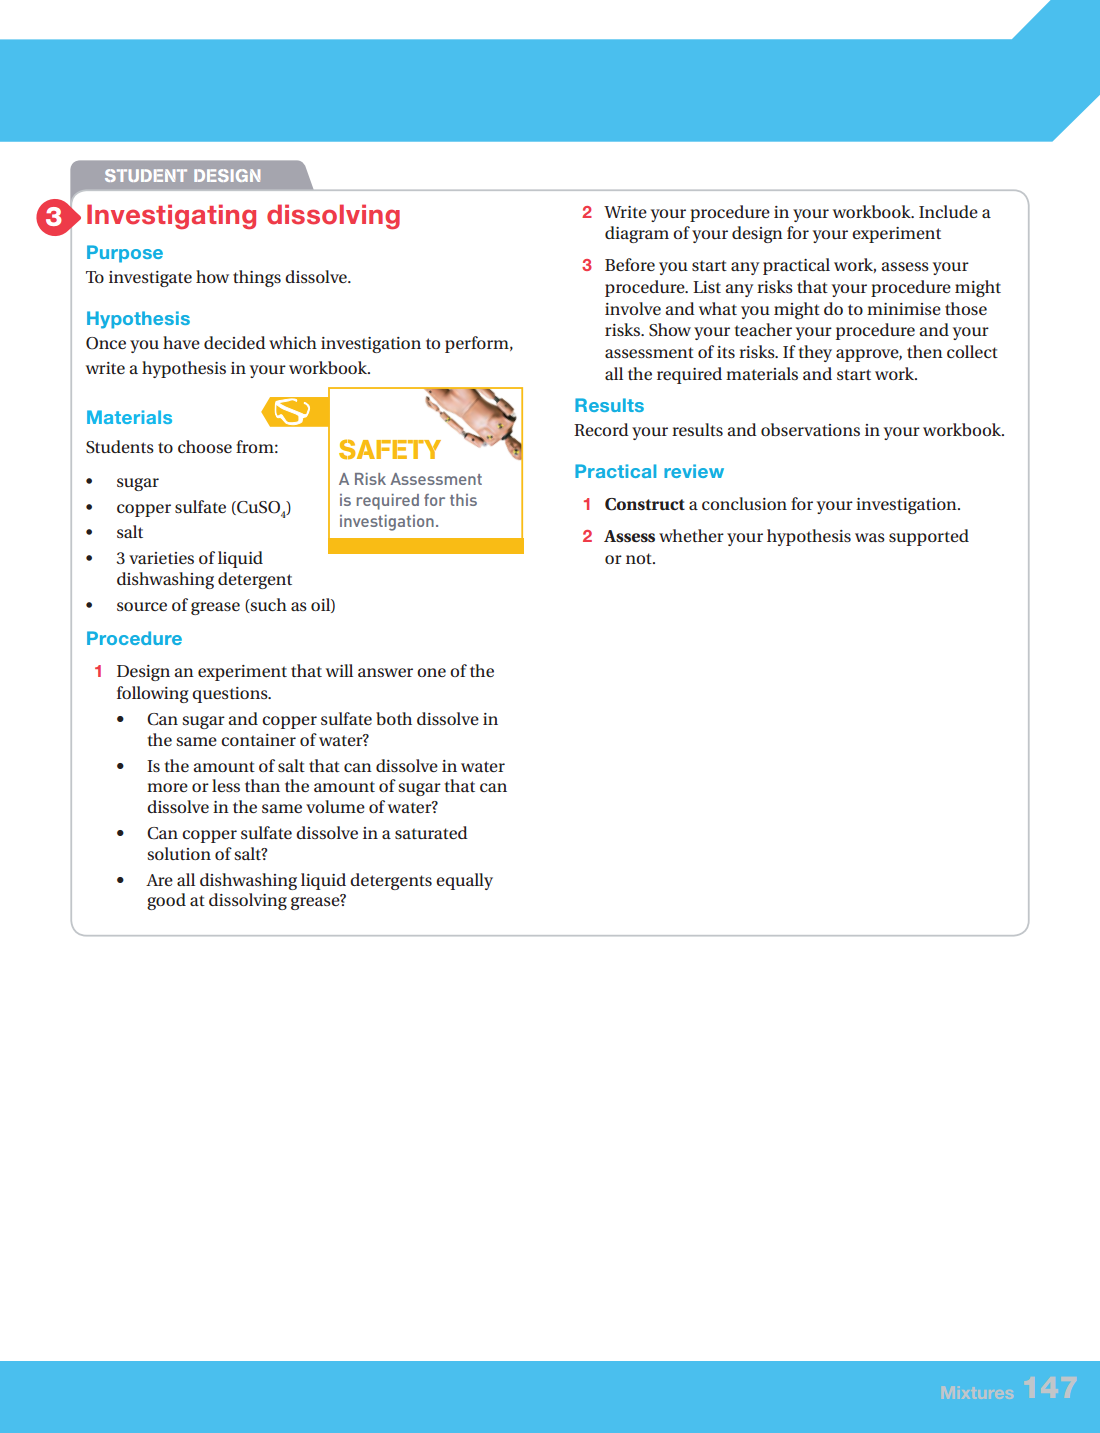 STUDENT DESIGN
3 Investigating dissolving
Purpose
To investigate how things dissolve.
Hypothesis
Once you have decided which investigation to perform,
write a hypothesis in your workbook.
Materials
Students to choose from:
• sugar
• copper sulfate (CuSO₄)
• salt
• 3 varieties of liquid
dishwashing detergent
• source of grease (such as oil)
SAFETY
A Risk Assessment
is required for this
investigation.
Procedure
1 Design an experiment that will answer one of the
following questions.
• Can sugar and copper sulfate both dissolve in
the same container of water?
• Is the amount of salt that can dissolve in water
more or less than the amount of sugar that can
dissolve in the same volume of water?
• Can copper sulfate dissolve in a saturated
solution of salt?
• Are all dishwashing liquid detergents equally
good at dissolving grease?
2 Write your procedure in your workbook. Include a
diagram of your design for your experiment
3 Before you start any practical work, assess your
procedure. List any risks that your procedure might
involve and what you might do to minimise those
risks. Show your teacher your procedure and your
assessment of its risks. If they approve, then collect
all the required materials and start work.
Results
Record your results and observations in your workbook.
Practical review
1 Construct a conclusion for your investigation.
2 Assess whether your hypothesis was supported
or not.
Mixtures 147